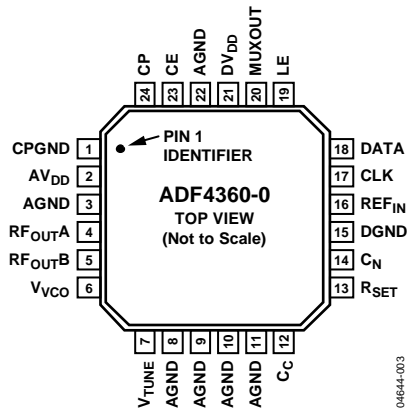 CP
CE
AGND
DVDD
MUXOUT
LE
24
23
22
21
20
19
CPGND 1
AVDD 2
AGND 3
RFOUTA 4
RFOUTB 5
VVCO 6
PIN 1
IDENTIFIER
ADF4360-0
TOP VIEW
(Not to Scale)
18 DATA
17 CLK
16 REFIN
15 DGND
14 CN
13 RSET
7
8
9
10
11
12
VTUNE
AGND
AGND
AGND
AGND
CC
04644-003